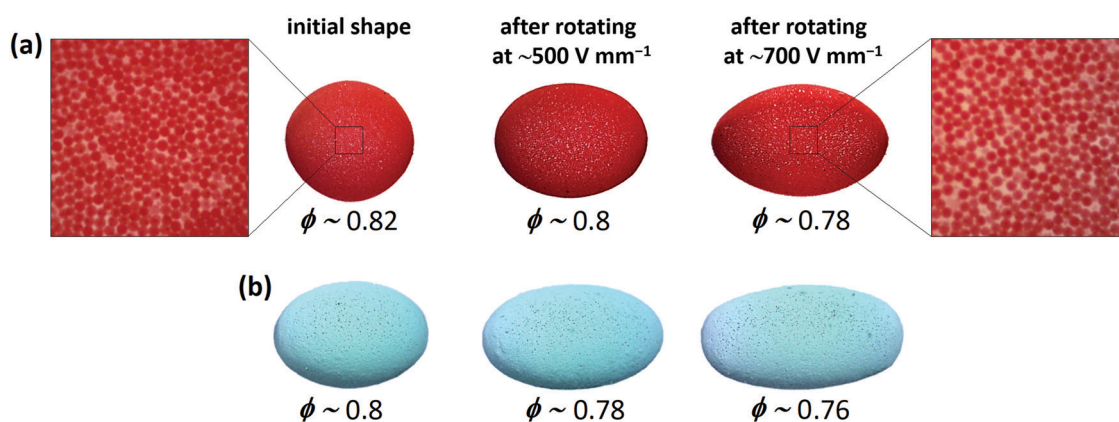 (a)
initial shape
after rotating
at ~500 V mm⁻¹
after rotating
at ~700 V mm⁻¹
ϕ ~ 0.82
ϕ ~ 0.8
ϕ ~ 0.78
(b)
ϕ ~ 0.8
ϕ ~ 0.78
ϕ ~ 0.76